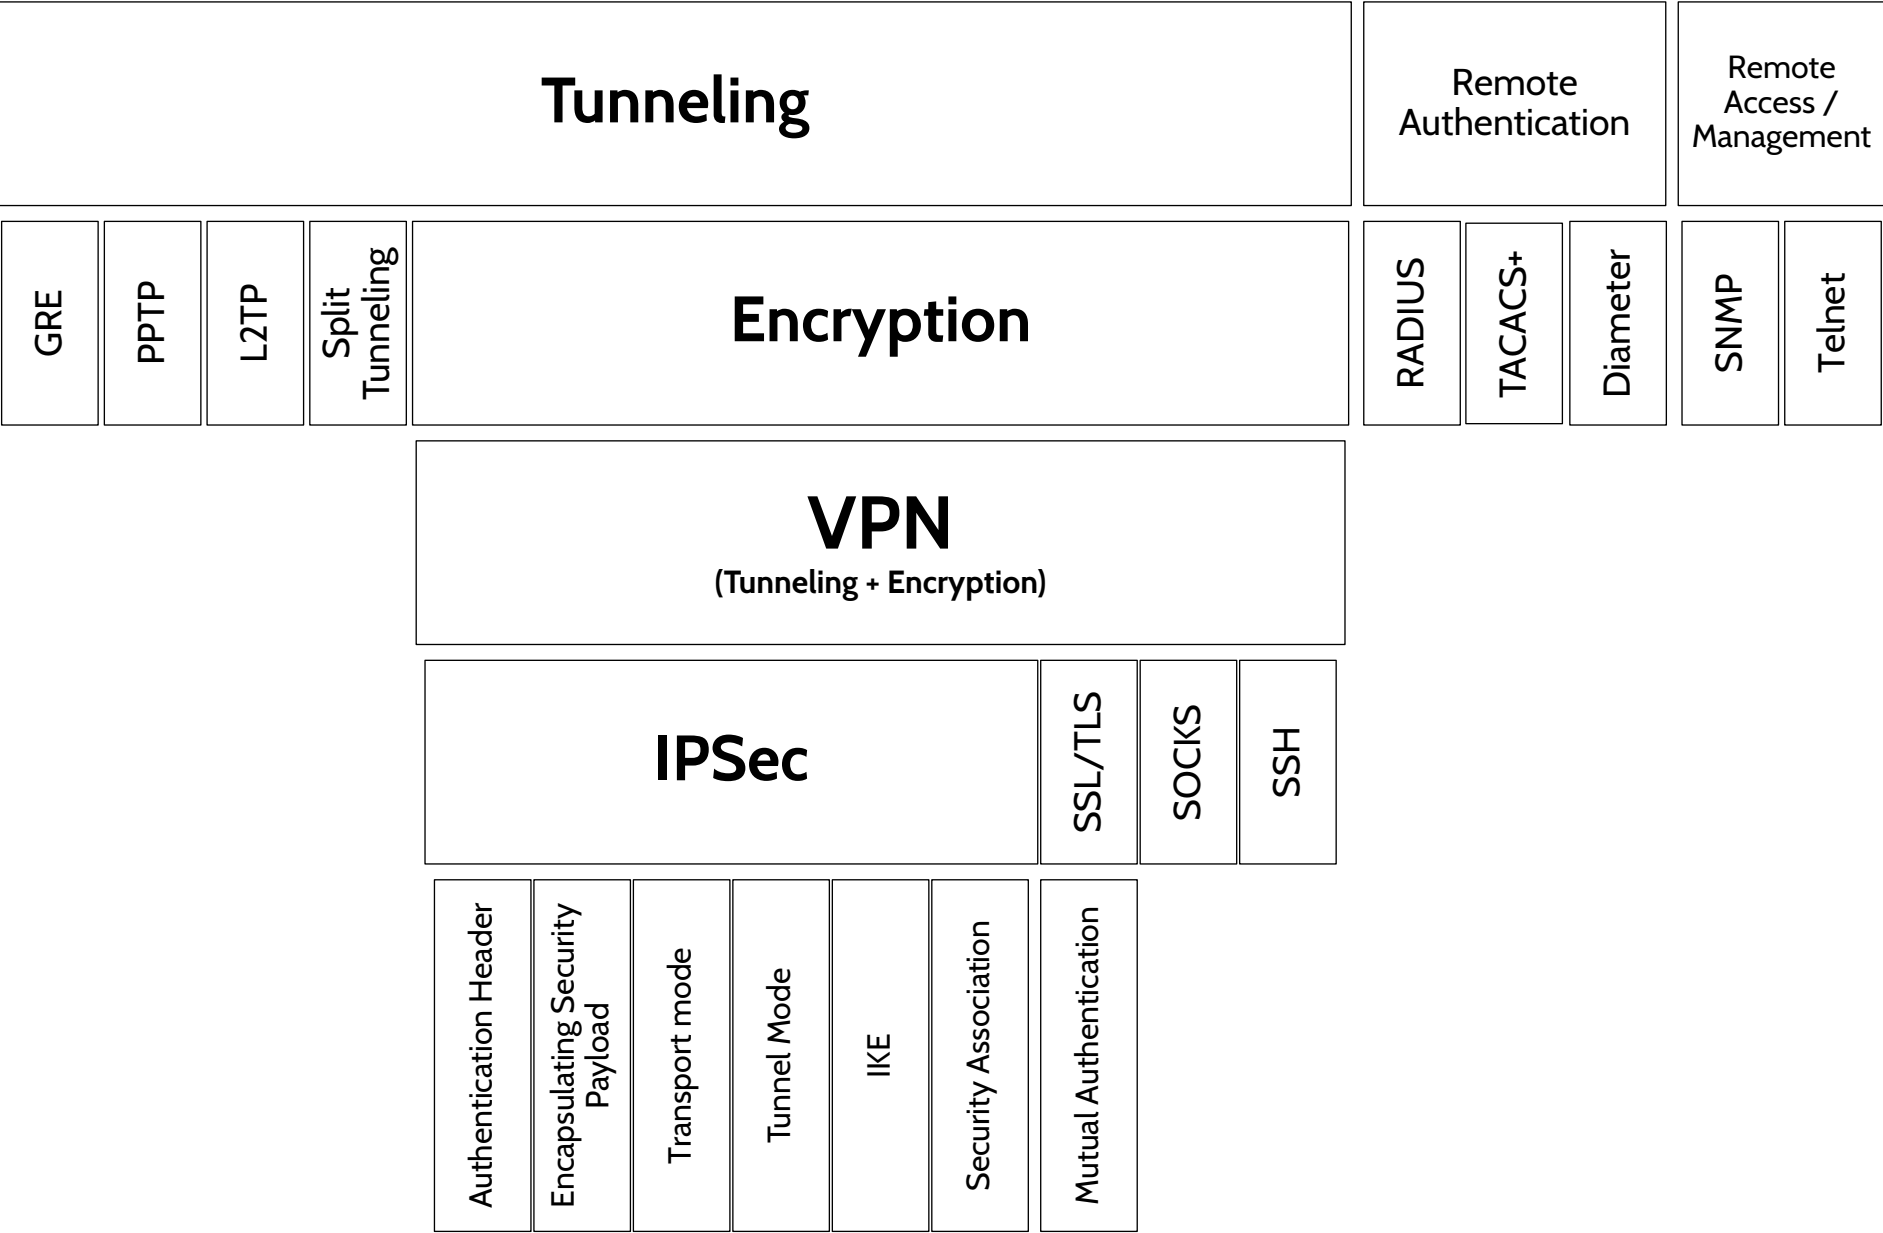 Tunneling
Remote
Authentication
Remote
Access /
Management
GRE
PPTP
L2TP
Split
Tunneling
Encryption
RADIUS
TACACS+
Diameter
SNMP
Telnet
VPN
(Tunneling + Encryption)
IPSec
SSL/TLS
SOCKS
SSH
Authentication Header
Encapsulating Security
Payload
Transport mode
Tunnel Mode
IKE
Security Association
Mutual Authentication